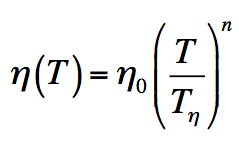 η(T) = η₀ (T / T_η)ⁿ